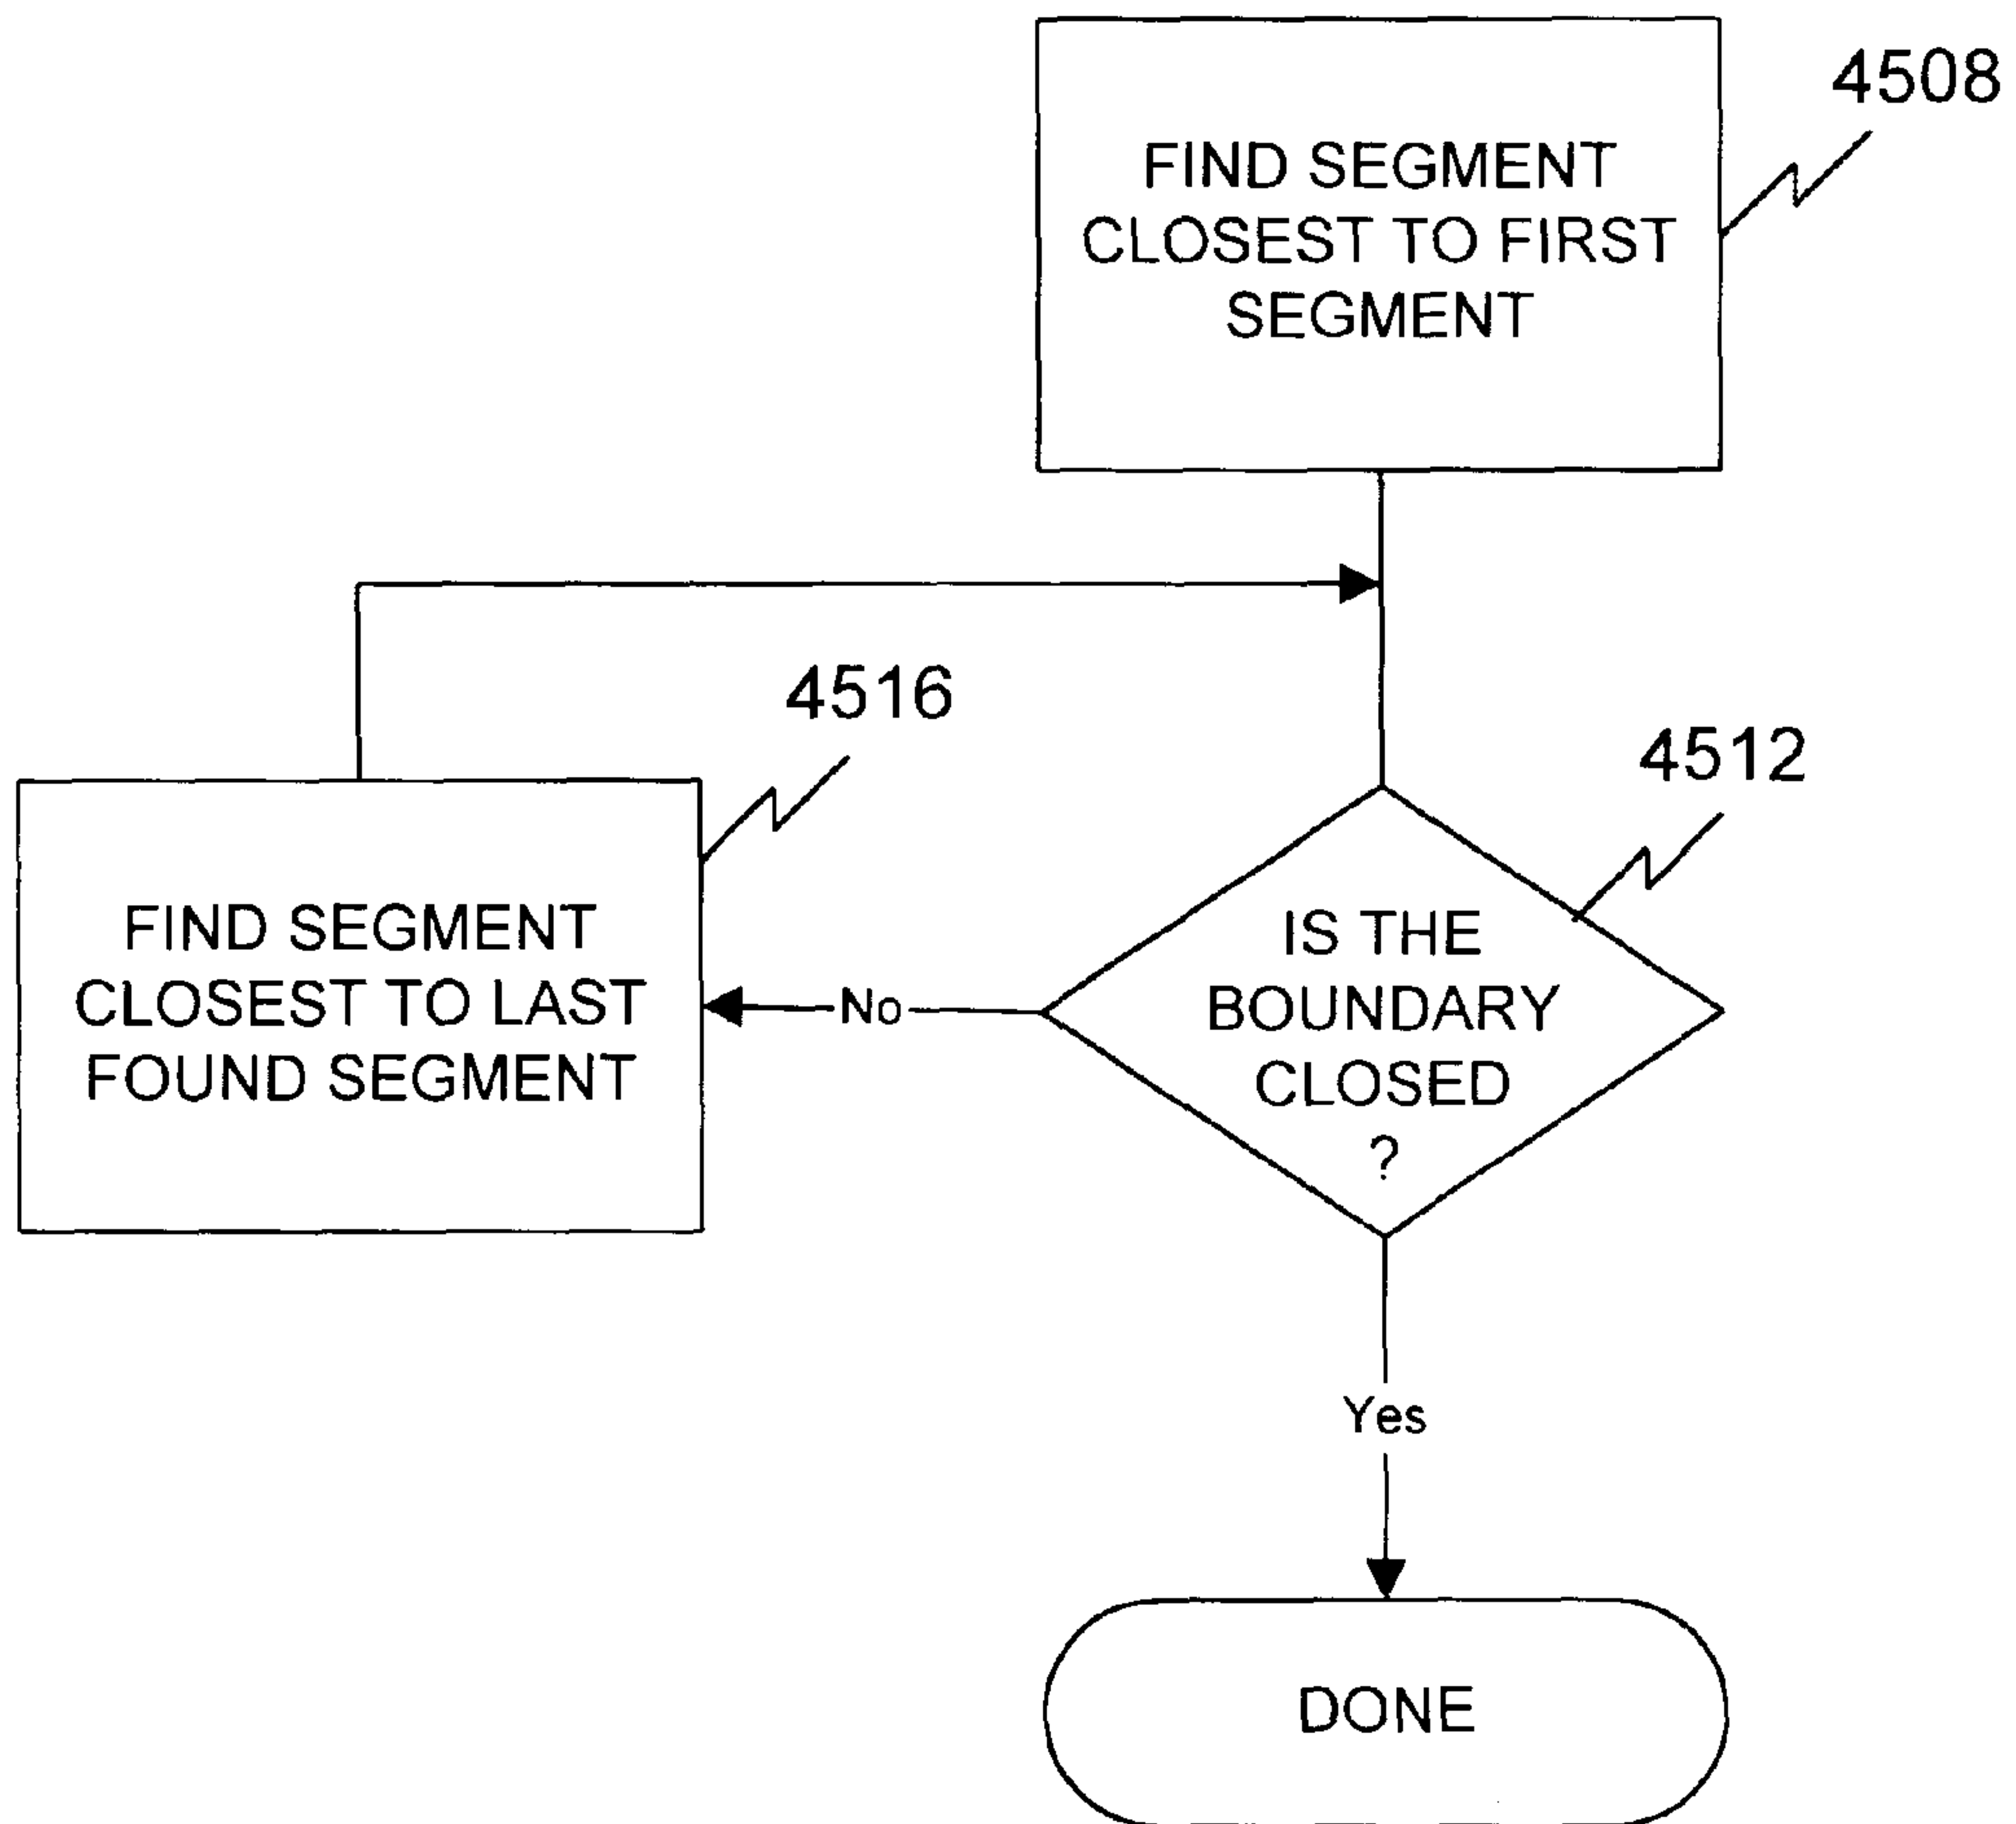 4508
FIND SEGMENT
CLOSEST TO FIRST
SEGMENT
4516
4512
FIND SEGMENT
CLOSEST TO LAST
FOUND SEGMENT
No
IS THE
BOUNDARY
CLOSED
?
Yes
DONE